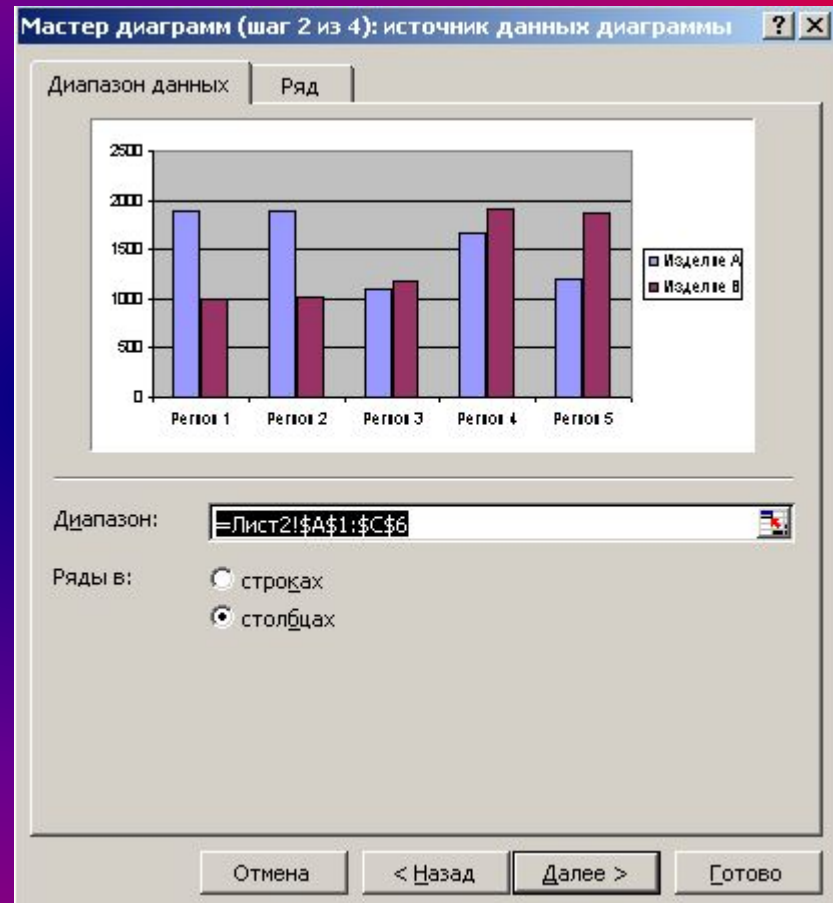 Мастер диаграмм (шаг 2 из 4): источник данных диаграммы
Диапазон данных Ряд
2500
2000
1500
1000
500
0
Изделие A
Изделие B
Регион 1 Регион 2 Регион 3 Регион 4 Регион 5
Диапазон: =Лист2!$A$1:$C$6
Ряды в: строках
столбцах
Отмена < Назад Далее > Готово